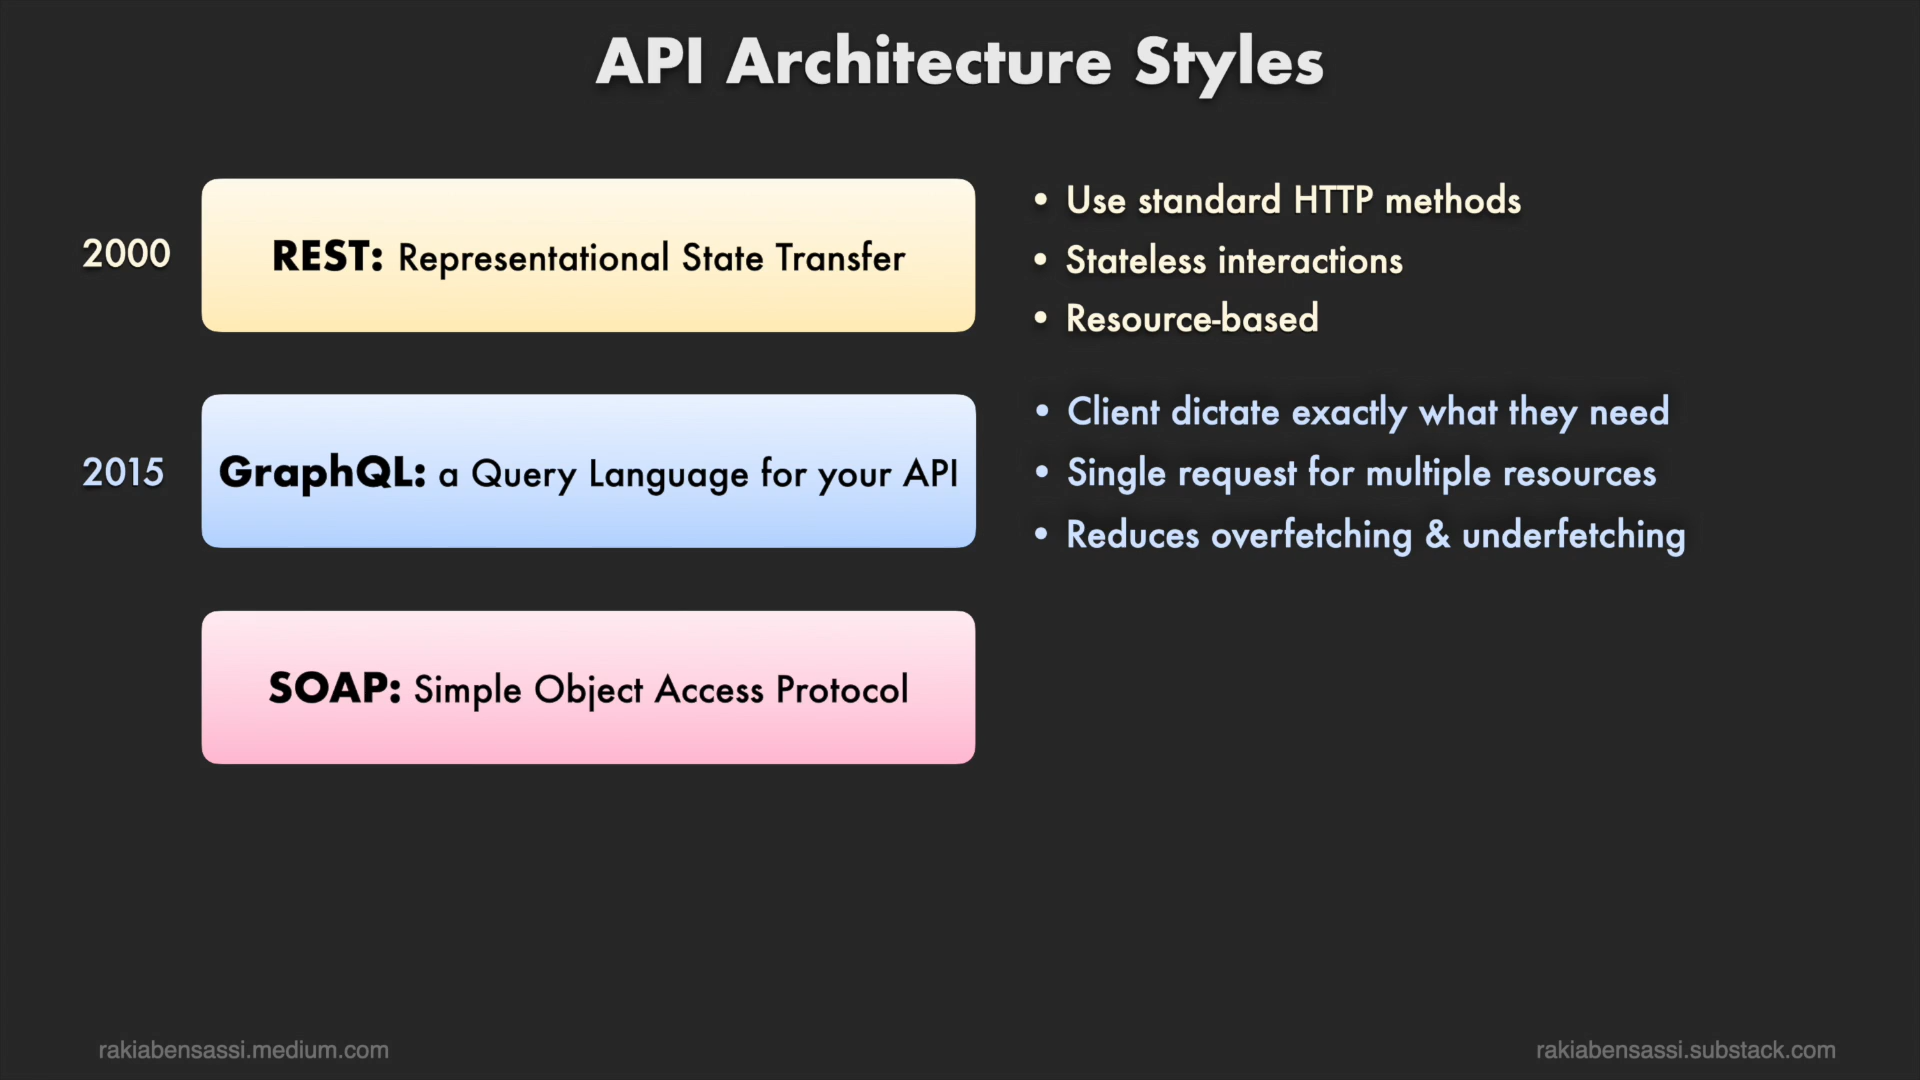 API Architecture Styles
2000
REST: Representational State Transfer
• Use standard HTTP methods
• Stateless interactions
• Resource-based
2015
GraphQL: a Query Language for your API
• Client dictate exactly what they need
• Single request for multiple resources
• Reduces overfetching & underfetching
SOAP: Simple Object Access Protocol
rakiabensassi.medium.com
rakiabensassi.substack.com